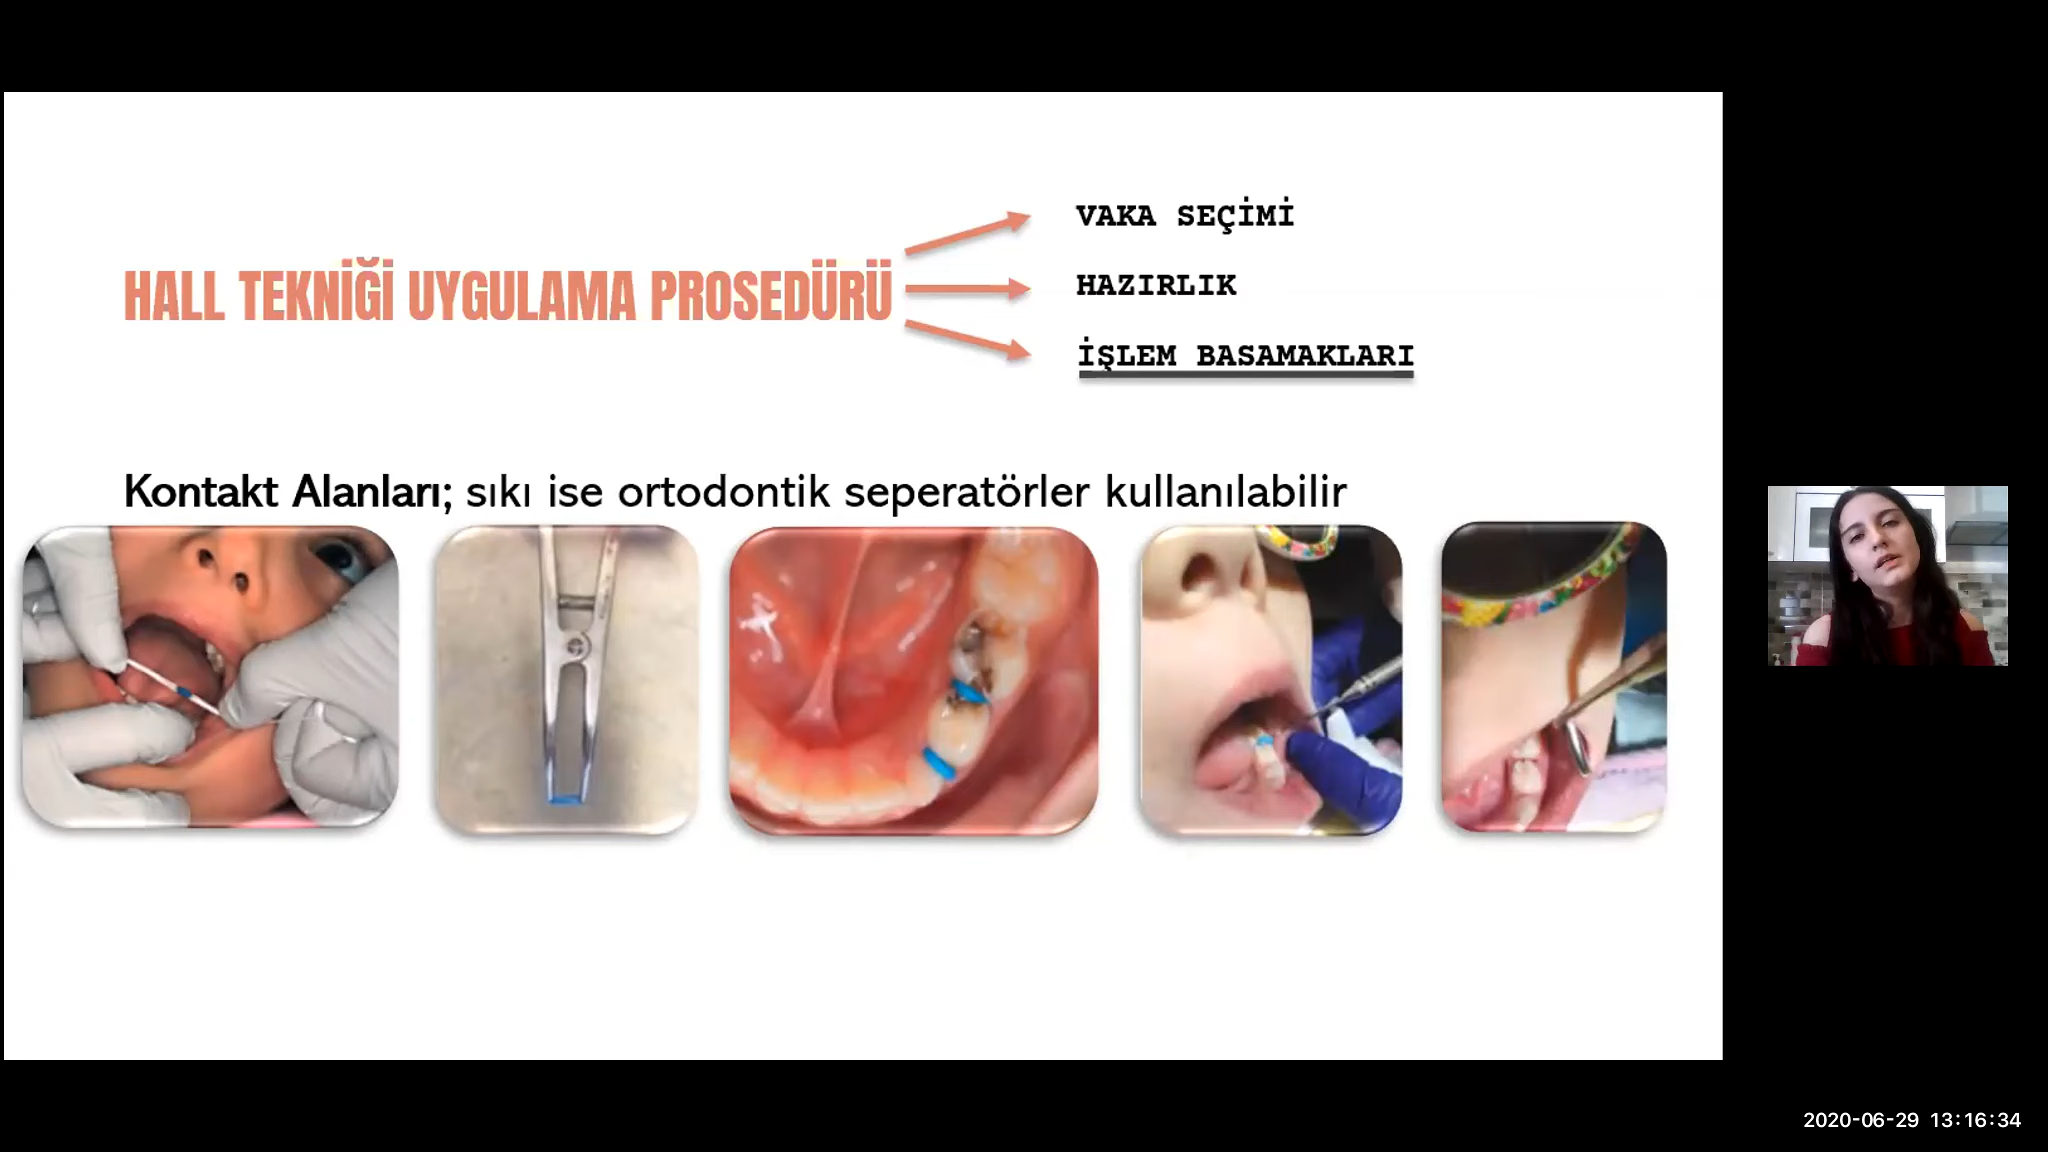 VAKA SEÇİMİ
HALL TEKNİĞİ UYGULAMA PROSEDÜRÜ
HAZIRLIK
İŞLEM BASAMAKLARI
Kontakt Alanları; sıkı ise ortodontik seperatörler kullanılabilir
2020-06-29 13:16:34